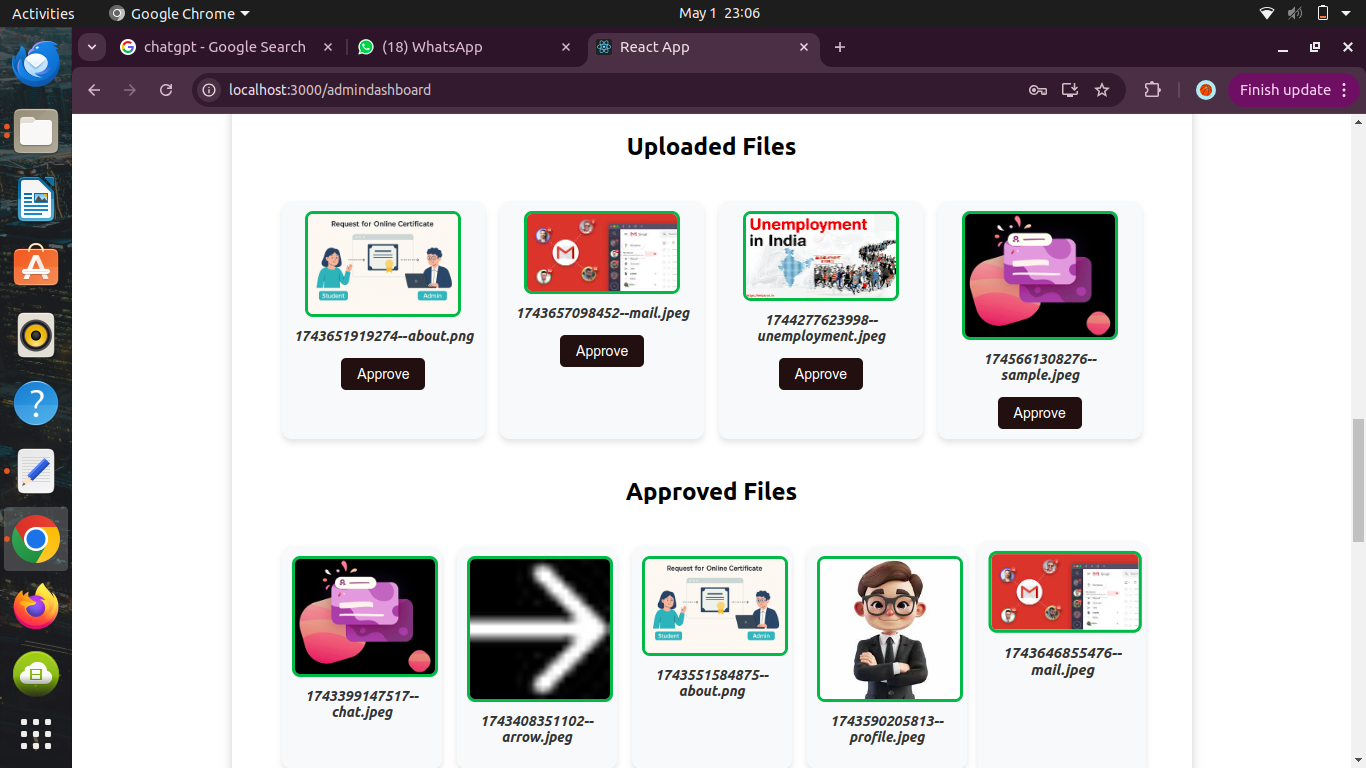 Activities
Google Chrome
May 1 23:06
chatgpt - Google Search
(18) WhatsApp
React App
localhost:3000/admindashboard
Finish update
Uploaded Files
Request for Online Certificate
Student
Admin
1743651919274--about.png
Approve
1743657098452--mail.jpeg
Approve
Unemployment
in India
1744277623998--
unemployment.jpeg
Approve
1745661308276--
sample.jpeg
Approve
Approved Files
1743399147517--
chat.jpeg
1743408351102--
arrow.jpeg
Request for Online Certificate
Student
Admin
1743551584875--
about.png
1743590205813--
profile.jpeg
1743646855476--
mail.jpeg